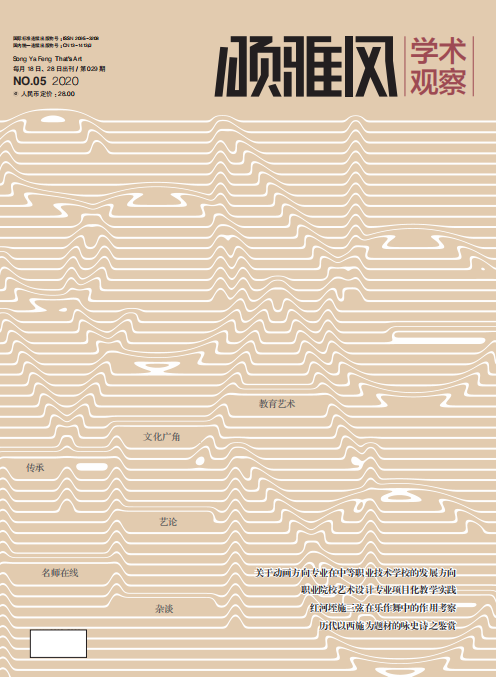 国际标准连续出版物号：ISSN 2095-3208
国内统一连续出版物号：CN 13-1413/J
Song Ya Feng That's Art
每月 18 日、28 日出刊 / 第 029 期
NO.05 2020
* 人民币定价：26.00
颂雅风
学术
观察
教育艺术
文化广角
传承
艺论
名师在线
杂谈
关于动画方向专业在中等职业技术学校的发展方向
职业院校艺术设计专业项目化教学实践
红河垤施三弦在乐作舞中的作用考察
历代以西施为题材的咏史诗之鉴赏